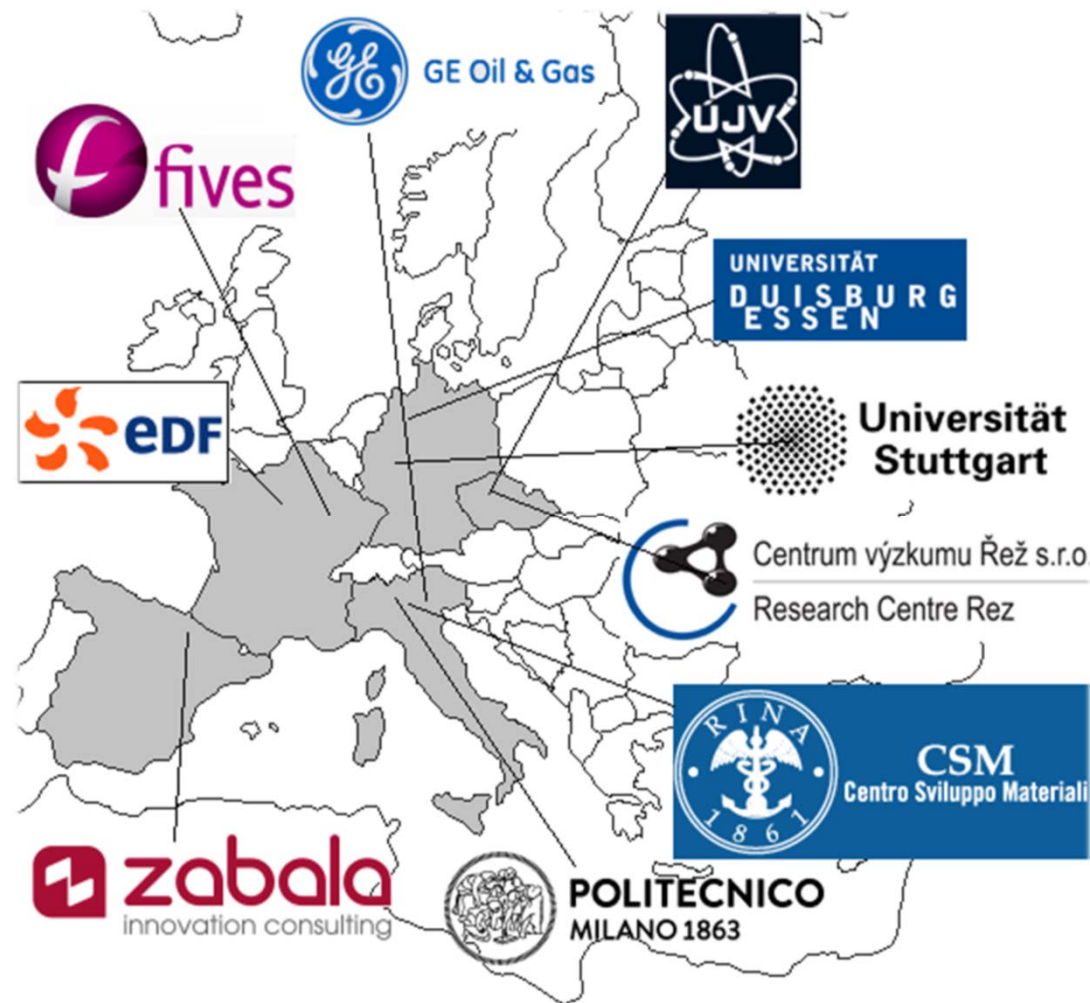 GE
GE Oil & Gas
ÚJV
f fives
UNIVERSITÄT
DUISBURG
ESSEN
eDF
Universität
Stuttgart
Centrum výzkumu Řež s.r.o.
Research Centre Rez
RINA
1861
CSM
Centro Sviluppo Materiali
zabala
innovation consulting
POLITECNICO
MILANO 1863